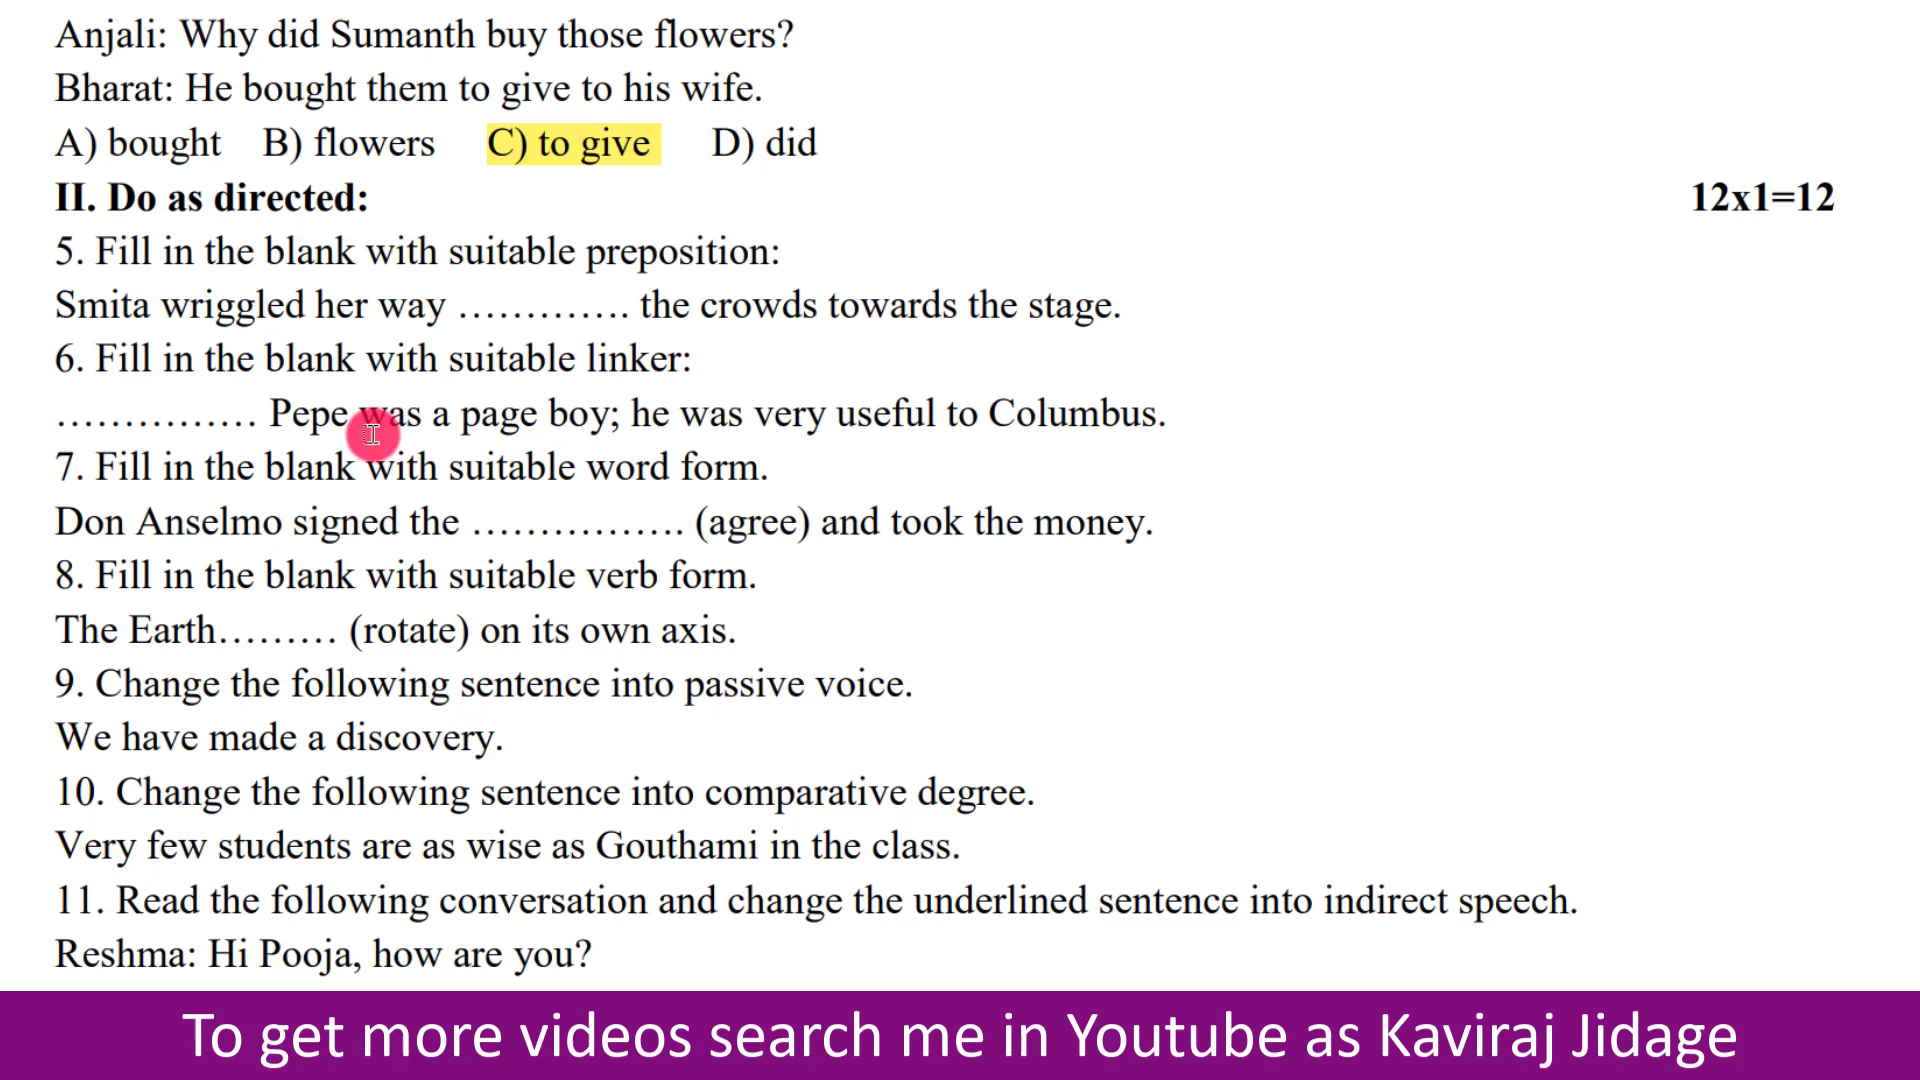 Anjali: Why did Sumanth buy those flowers?
Bharat: He bought them to give to his wife.
A) bought B) flowers C) to give D) did
II. Do as directed: 12x1=12
5. Fill in the blank with suitable preposition:
Smita wriggled her way …………. the crowds towards the stage.
6. Fill in the blank with suitable linker:
…………… Pepe was a page boy; he was very useful to Columbus.
7. Fill in the blank with suitable word form.
Don Anselmo signed the ……………. (agree) and took the money.
8. Fill in the blank with suitable verb form.
The Earth……… (rotate) on its own axis.
9. Change the following sentence into passive voice.
We have made a discovery.
10. Change the following sentence into comparative degree.
Very few students are as wise as Gouthami in the class.
11. Read the following conversation and change the underlined sentence into indirect speech.
Reshma: Hi Pooja, how are you?
To get more videos search me in Youtube as Kaviraj Jidage